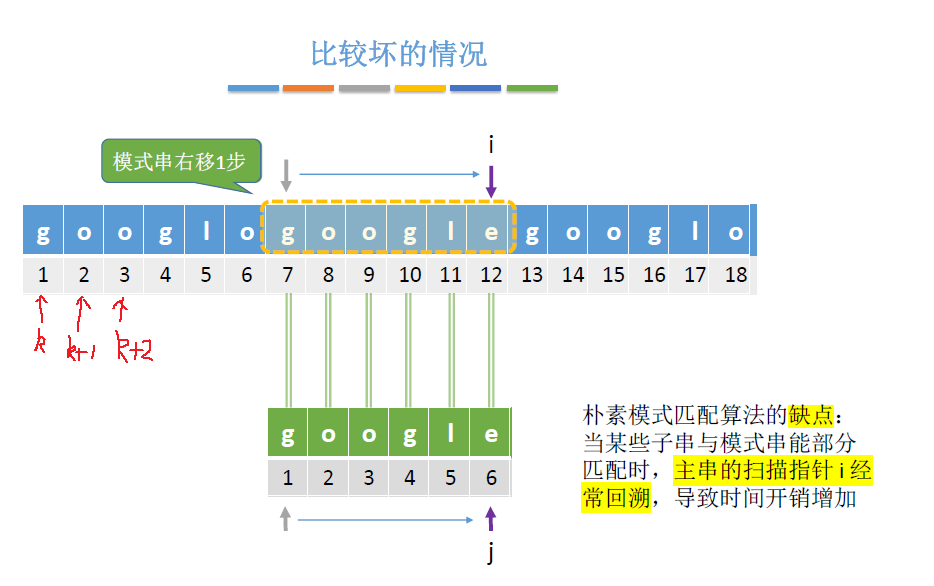 比较坏的情况
i
模式串右移1步
g o o g l o g o o g l e g o o g l o
1 2 3 4 5 6 7 8 9 10 11 12 13 14 15 16 17 18
k k+1 k+2
g o o g l e
1 2 3 4 5 6
j
朴素模式匹配算法的缺点：
当某些子串与模式串能部分
匹配时，主串的扫描指针 i 经
常回溯，导致时间开销增加